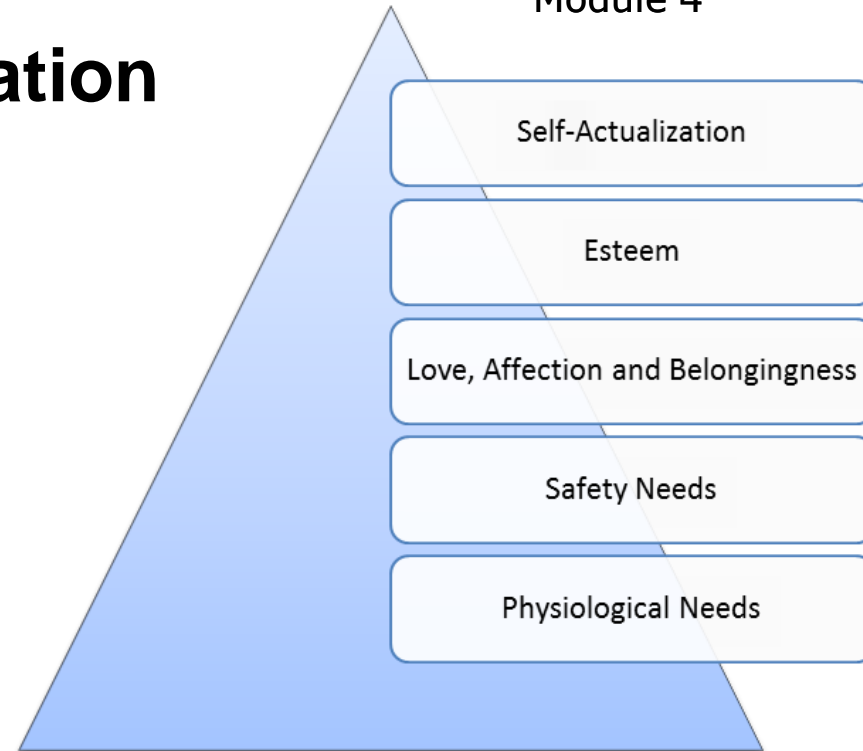 Module 4
ation
Self-Actualization
Esteem
Love, Affection and Belongingness
Safety Needs
Physiological Needs